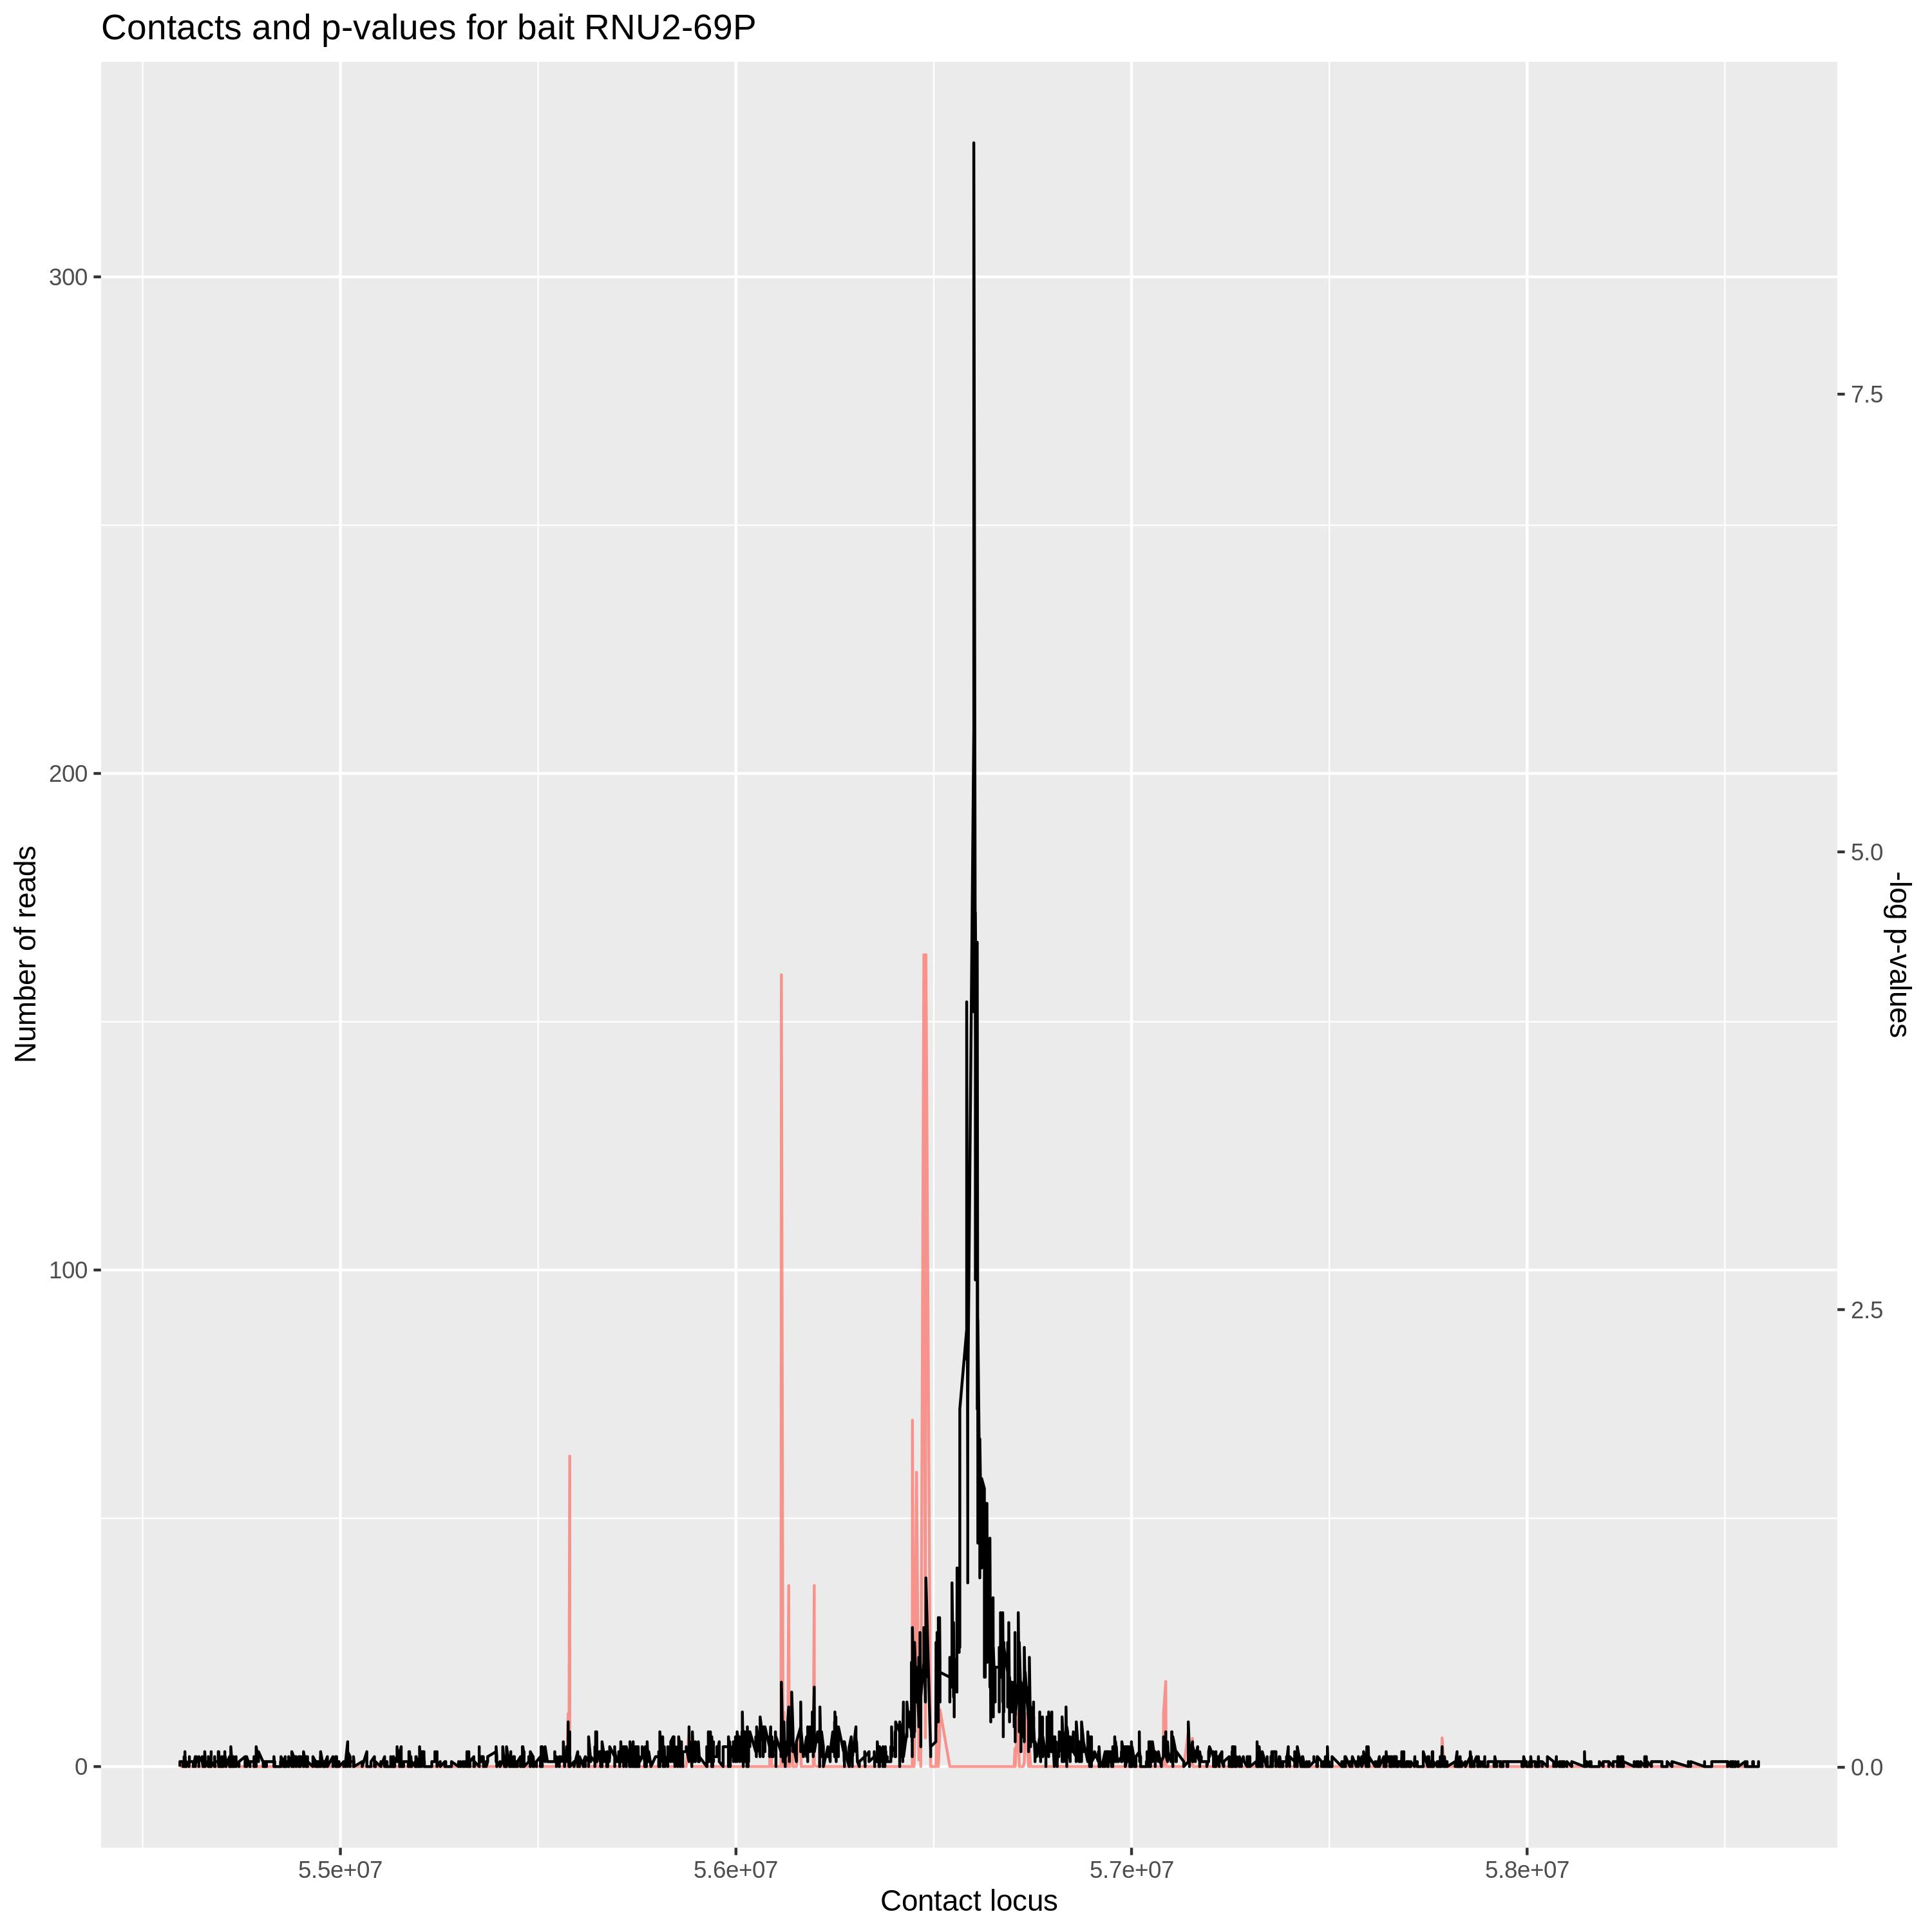 Contacts and p-values for bait RNU2-69P
300
200
100
0
7.5
5.0
2.5
0.0
Number of reads
-log p-values
5.5e+07
5.6e+07
5.7e+07
5.8e+07
Contact locus